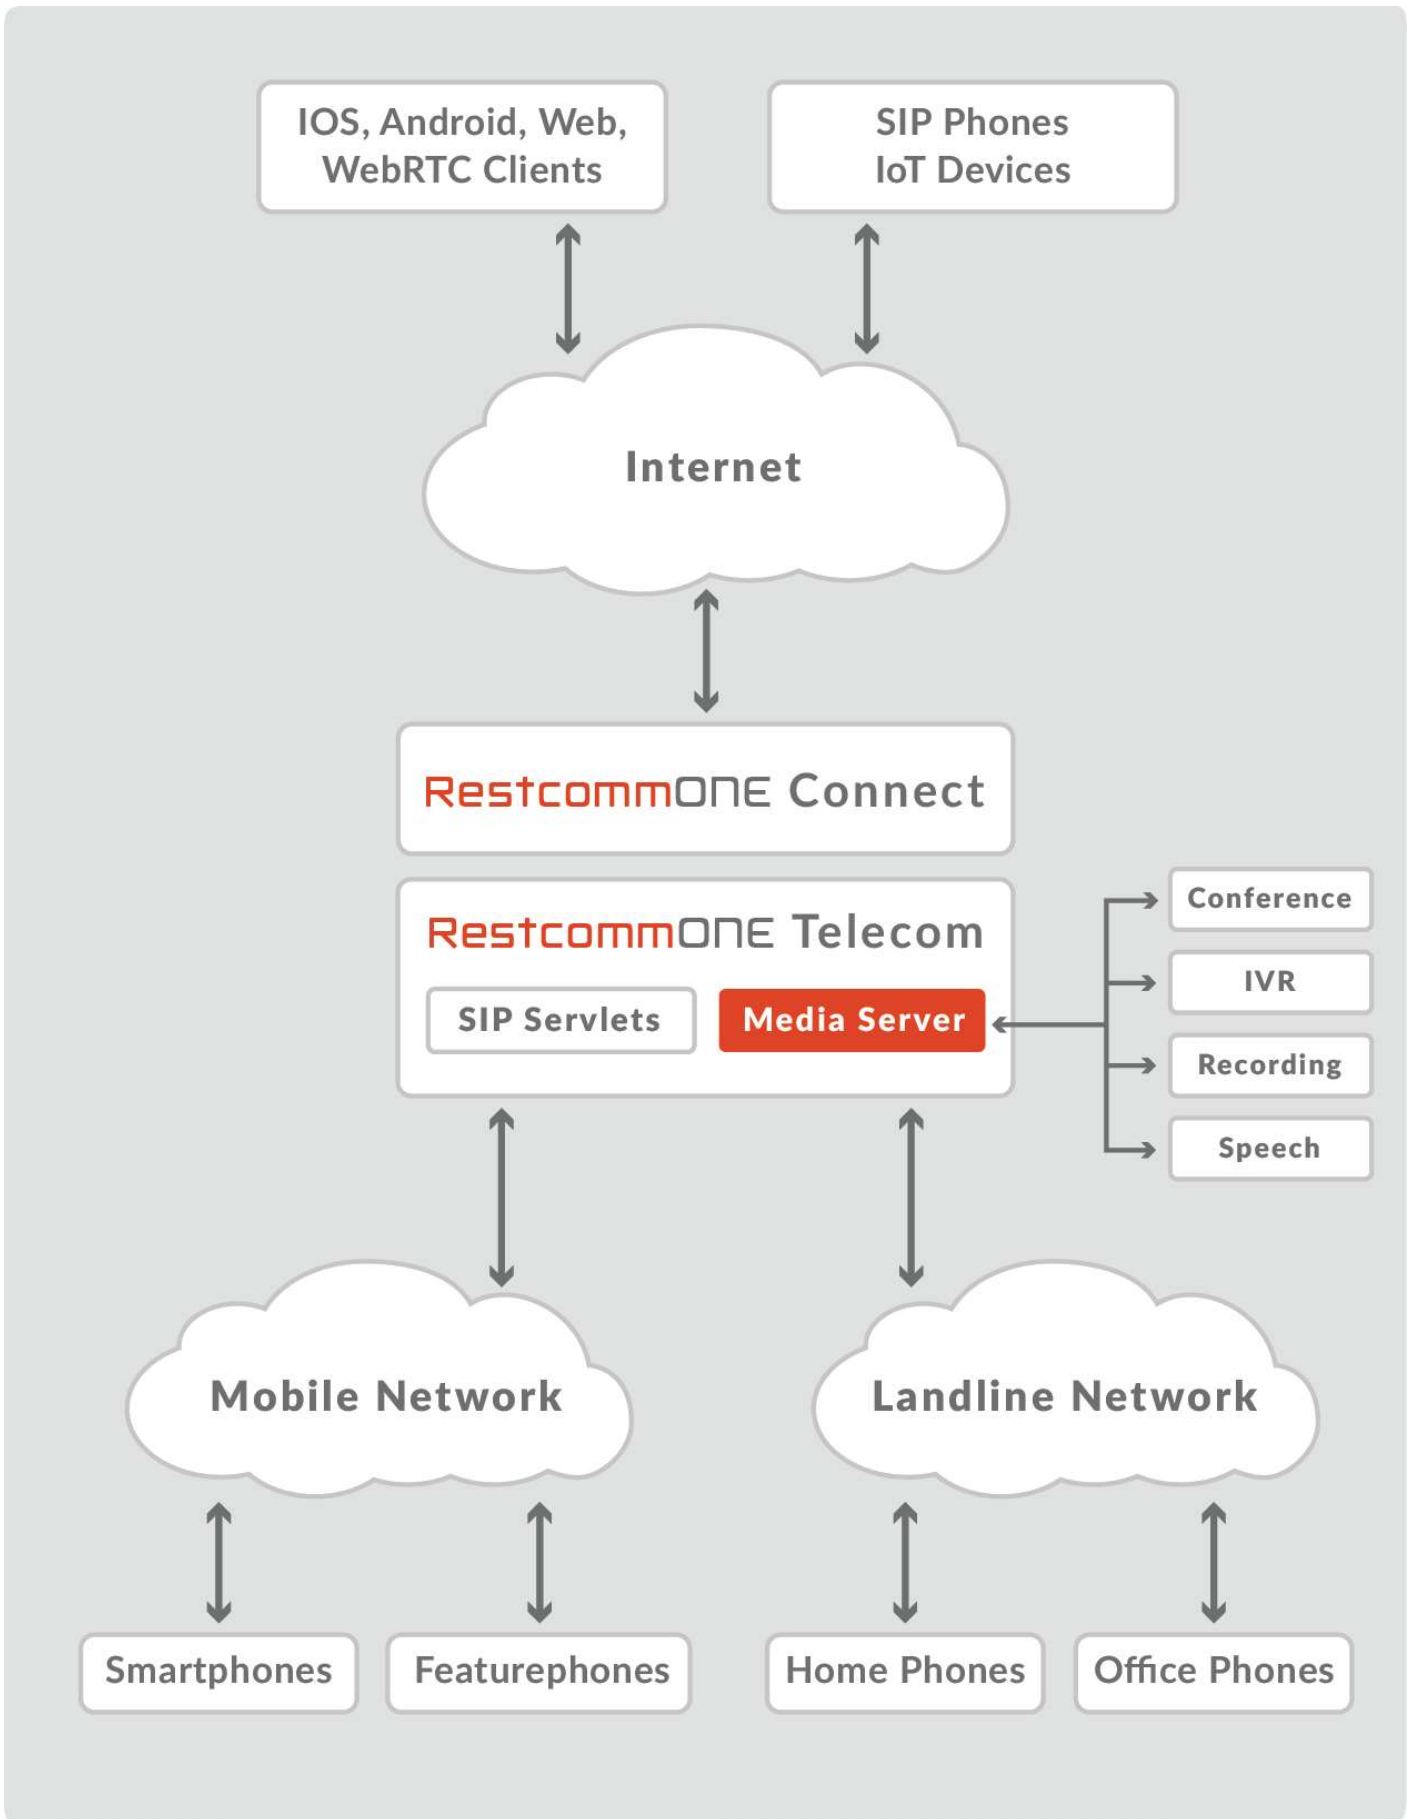 IOS, Android, Web,
WebRTC Clients
SIP Phones
IoT Devices
Internet
RestcommONE Connect
RestcommONE Telecom
SIP Servlets
Media Server
Conference
IVR
Recording
Speech
Mobile Network
Landline Network
Smartphones
Featurephones
Home Phones
Office Phones